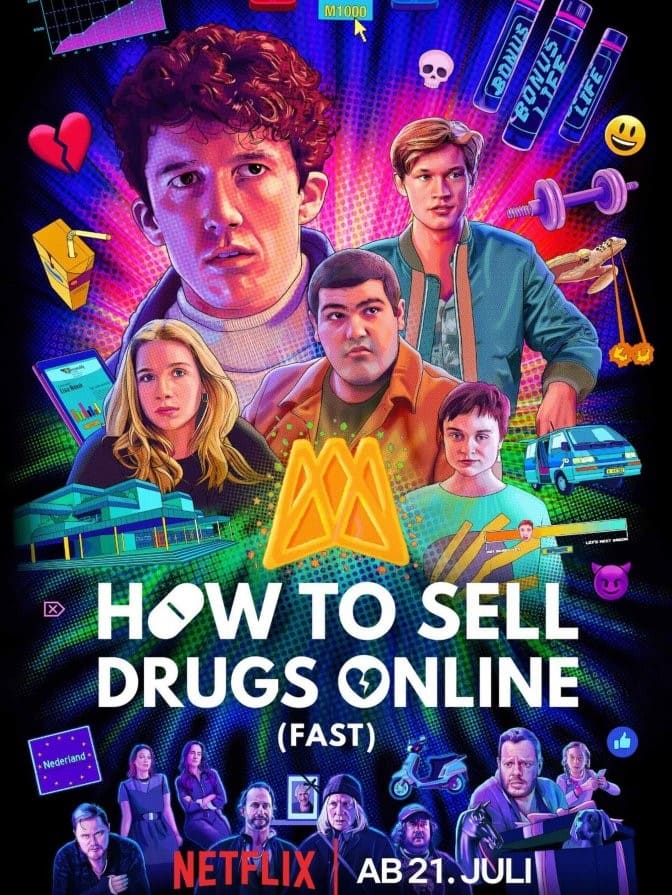 M1000
BONUS
BONUS
LIFE
LIFE
HOW TO SELL
DRUGS ONLINE
(FAST)
Nederland
NETFLIX
AB 21. JULI